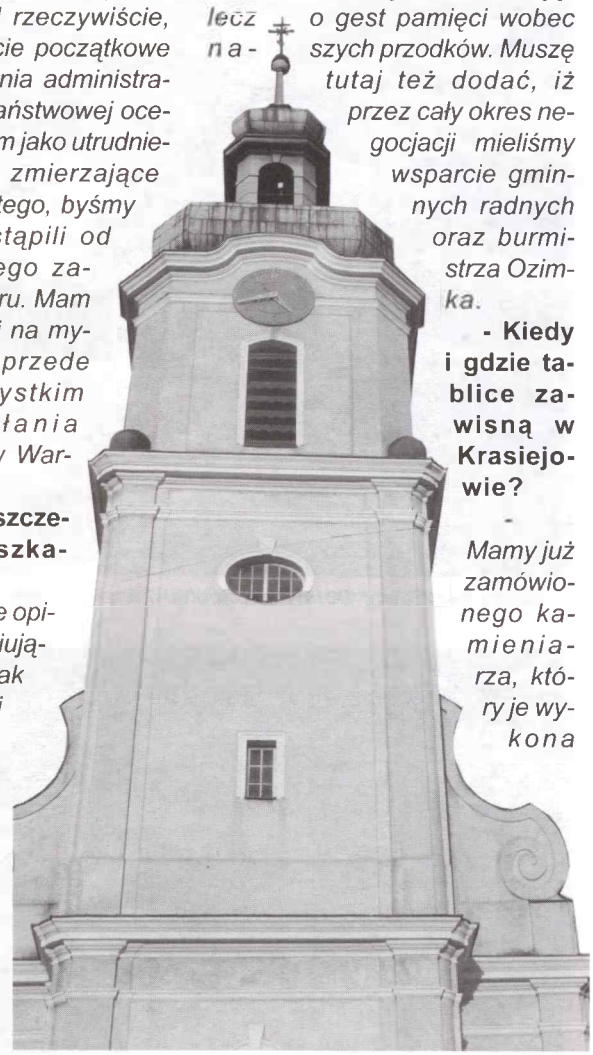 rzeczywiście,
cie początkowe
nia administra-
aństwowej oce-
m jako utrudnie-
zmierzające
tego, byśmy
stąpili od
ego za-
ru. Mam
i na my-
przede
ystkim
łania
War-
szcze-
szka-
e opi-
iują-
ak
i
lecz o gest pamięci wobec
na- szych przodków. Muszę
tutaj też dodać, iż
przez cały okres ne-
gocjacji mieliśmy
wsparcie gmin-
nych radnych
oraz burmi-
strza Ozim-
ka.
- Kiedy
i gdzie ta-
blice za-
wisną w
Krasiejo-
wie?
-
Mamy już
zamówio-
nego ka-
mienia-
rza, któ-
ry je wy-
kona